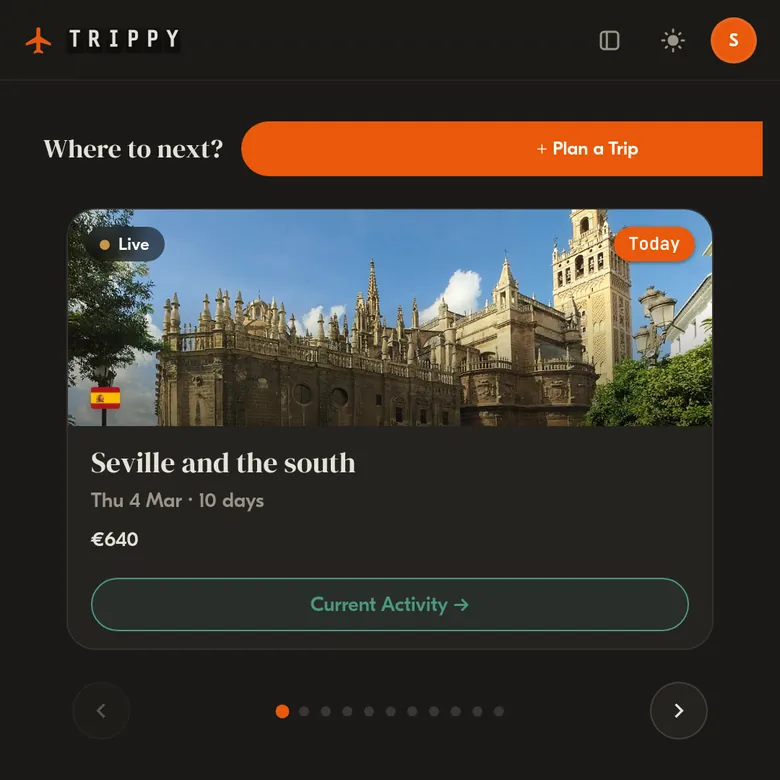 TRIPPY
S
Where to next?
+ Plan a Trip
Live
Today
Seville and the south
Thu 4 Mar · 10 days
€640
Current Activity →